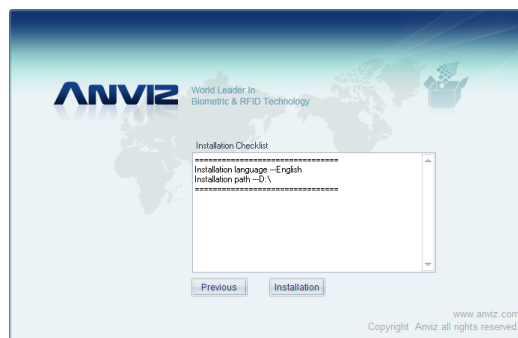 ANVIZ
World Leader In
Biometric & RFID Technology
Installation Checklist
================================
Installation language ---English
Installation path ---D:\
================================
Previous
Installation
www.anviz.com
Copyright Anviz all rights reserved